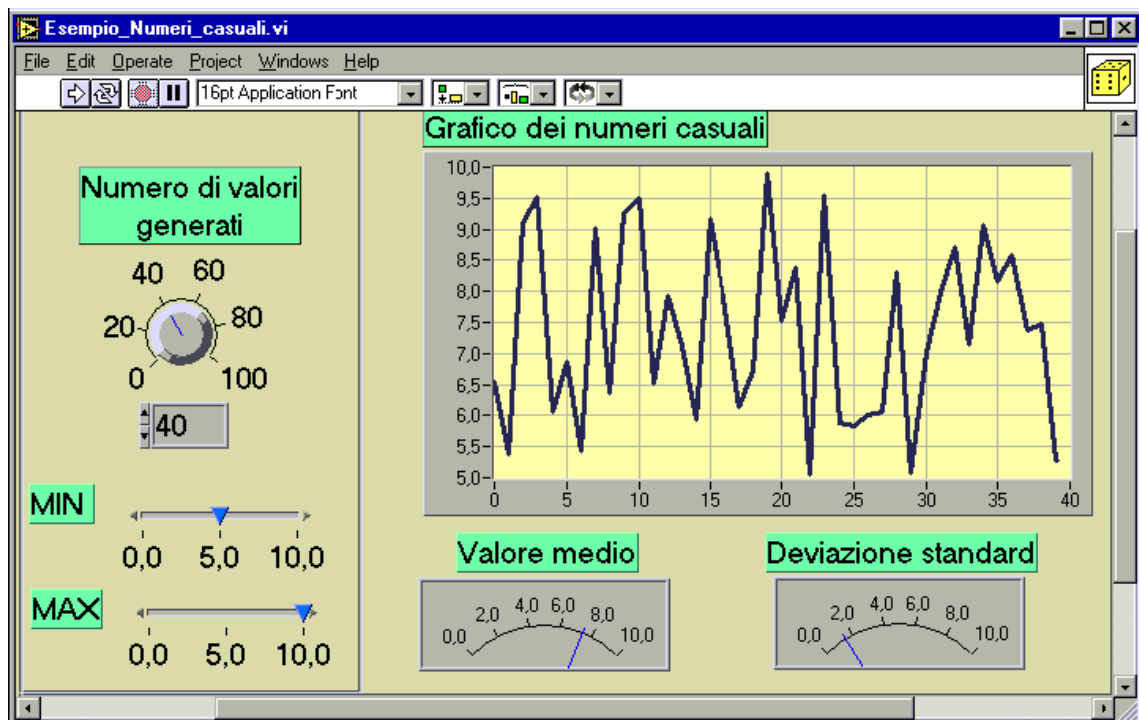 Esempio_Numeri_casuali.vi
File Edit Operate Project Windows Help
16pt Application Font
Grafico dei numeri casuali
Numero di valori
generati
40 60
20 80
0 100
40
10,0
9,5
9,0
8,5
8,0
7,5
7,0
6,5
6,0
5,5
5,0
0 5 10 15 20 25 30 35 40
MIN
0,0 5,0 10,0
MAX
0,0 5,0 10,0
Valore medio
0,0 2,0 4,0 6,0 8,0 10,0
Deviazione standard
0,0 2,0 4,0 6,0 8,0 10,0